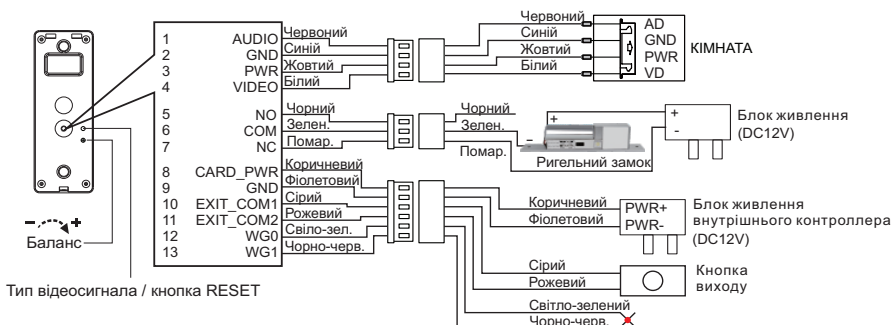 1 AUDIO Червоний
2 GND Синій
3 PWR Жовтий
4 VIDEO Білий
5 NO Чорний
6 COM Зелен.
7 NC Помар.
8 CARD_PWR Коричневий
9 GND Фіолетовий
10 EXIT_COM1 Сірий
11 EXIT_COM2 Рожевий
12 WG0 Свіло-зел.
13 WG1 Чорно-черв.
Червоний AD
Синій GND
Жовтий PWR
Білий VD
КІМНАТА
Чорний
Зелен.
Помар.
+
-
Ригельний замок
+
-
Блок живлення
(DC12V)
Коричневий PWR+
Фіолетовий PWR-
Блок живлення
внутрішнього контроллера
(DC12V)
Сірий
Рожевий
Кнопка
виходу
Світло-зелений
Чорно-черв.
- +
Баланс
Тип відеосигнала / кнопка RESET